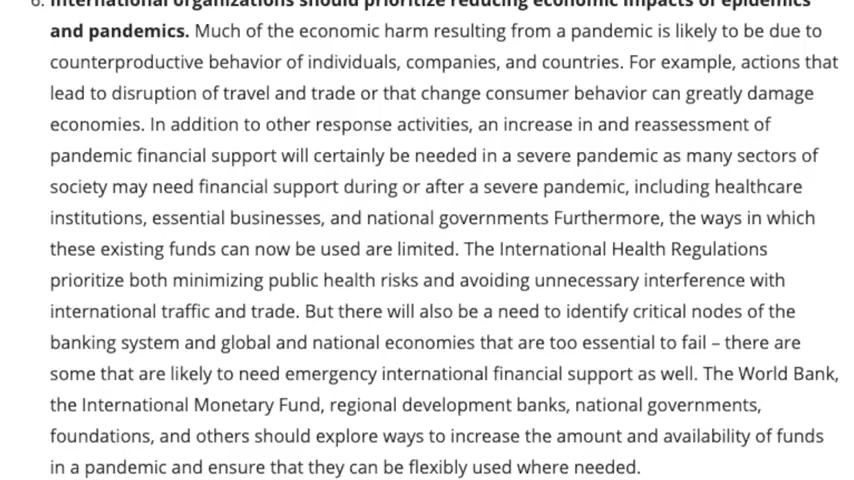 6. International organizations should prioritize reducing economic impacts of epidemics
and pandemics. Much of the economic harm resulting from a pandemic is likely to be due to
counterproductive behavior of individuals, companies, and countries. For example, actions that
lead to disruption of travel and trade or that change consumer behavior can greatly damage
economies. In addition to other response activities, an increase in and reassessment of
pandemic financial support will certainly be needed in a severe pandemic as many sectors of
society may need financial support during or after a severe pandemic, including healthcare
institutions, essential businesses, and national governments Furthermore, the ways in which
these existing funds can now be used are limited. The International Health Regulations
prioritize both minimizing public health risks and avoiding unnecessary interference with
international traffic and trade. But there will also be a need to identify critical nodes of the
banking system and global and national economies that are too essential to fail – there are
some that are likely to need emergency international financial support as well. The World Bank,
the International Monetary Fund, regional development banks, national governments,
foundations, and others should explore ways to increase the amount and availability of funds
in a pandemic and ensure that they can be flexibly used where needed.